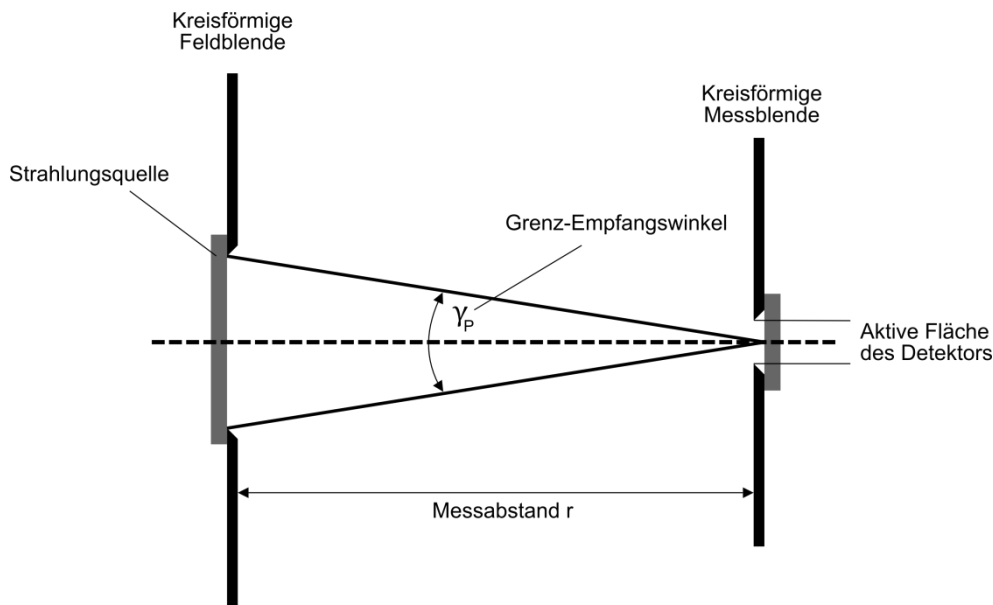 Kreisförmige
Feldblende
Kreisförmige
Messblende
Strahlungsquelle
Grenz-Empfangswinkel
γP
Aktive Fläche
des Detektors
Messabstand r